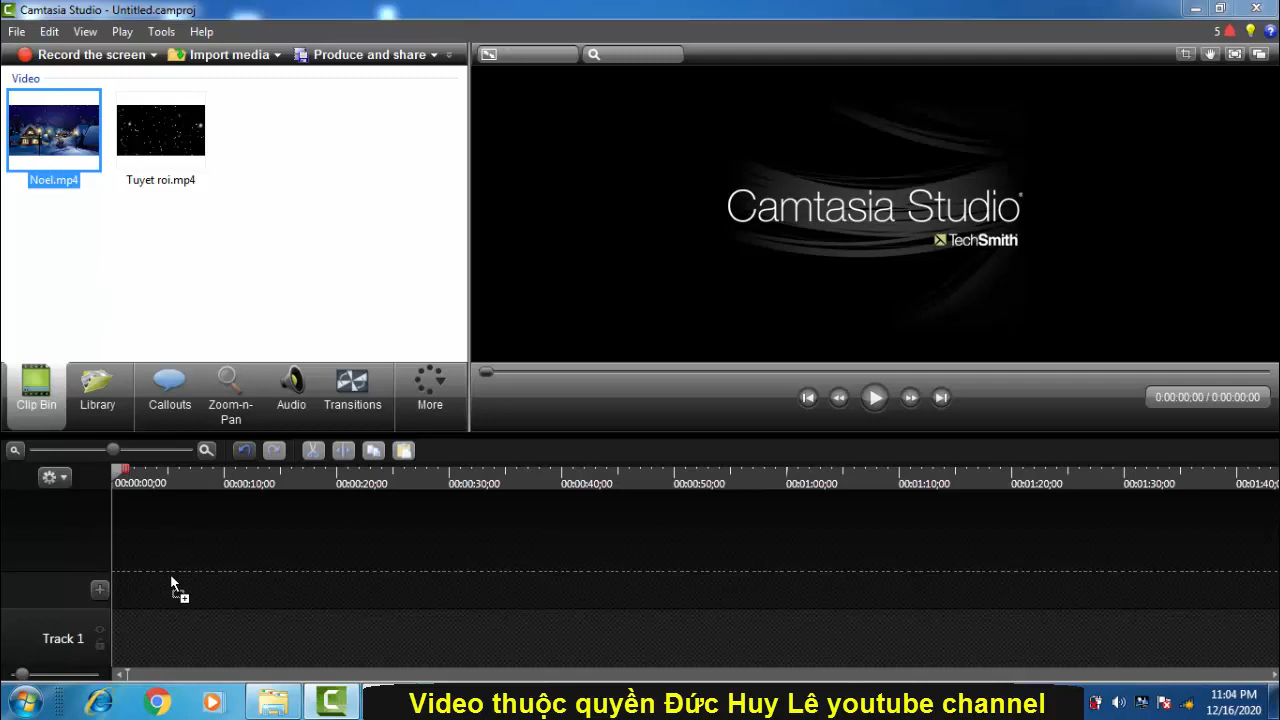 Camtasia Studio - Untitled.camproj
File Edit View Play Tools Help
5
Record the screen Import media Produce and share
Video
Noel.mp4
Tuyet roi.mp4
Camtasia Studio®
TechSmith
Clip Bin
Library
Callouts
Zoom-n-
Pan
Audio
Transitions
More
0:00:00;00 / 0:00:00;00
00:00:00;00 00:00:10;00 00:00:20;00 00:00:30;00 00:00:40;00 00:00:50;00 00:01:00;00 00:01:10;00 00:01:20;00 00:01:30;00 00:01:40;
Track 1
Video thuộc quyền Đức Huy Lê youtube channel
11:04 PM
12/16/2020